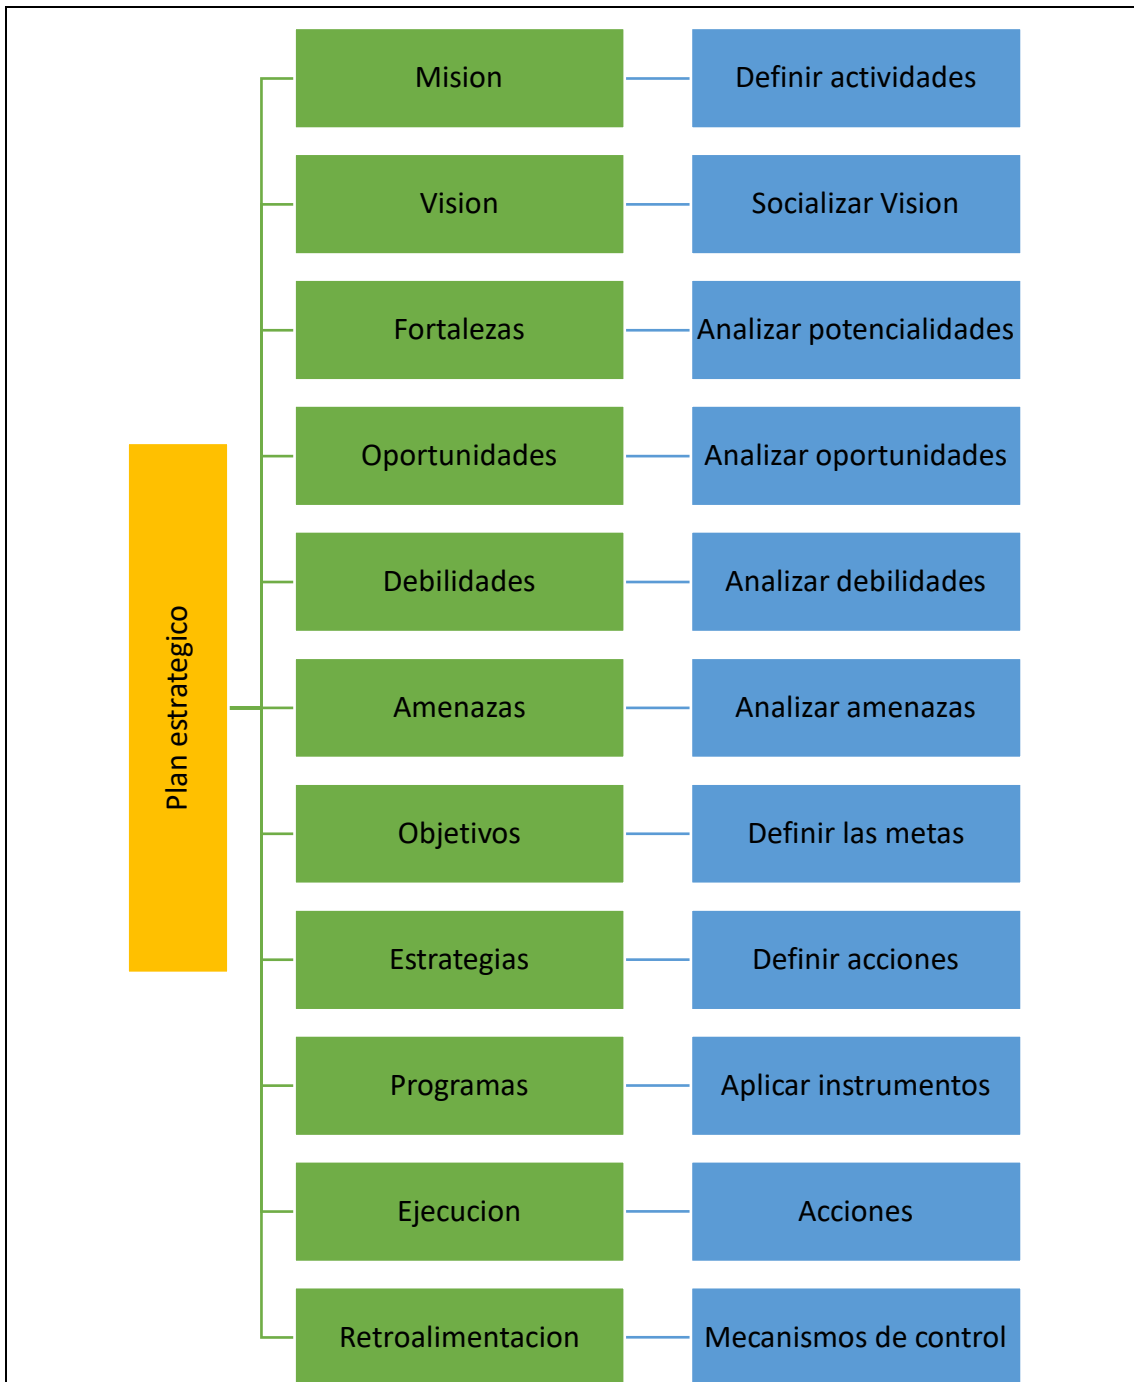 Plan estrategico
Mision
Definir actividades
Vision
Socializar Vision
Fortalezas
Analizar potencialidades
Oportunidades
Analizar oportunidades
Debilidades
Analizar debilidades
Amenazas
Analizar amenazas
Objetivos
Definir las metas
Estrategias
Definir acciones
Programas
Aplicar instrumentos
Ejecucion
Acciones
Retroalimentacion
Mecanismos de control